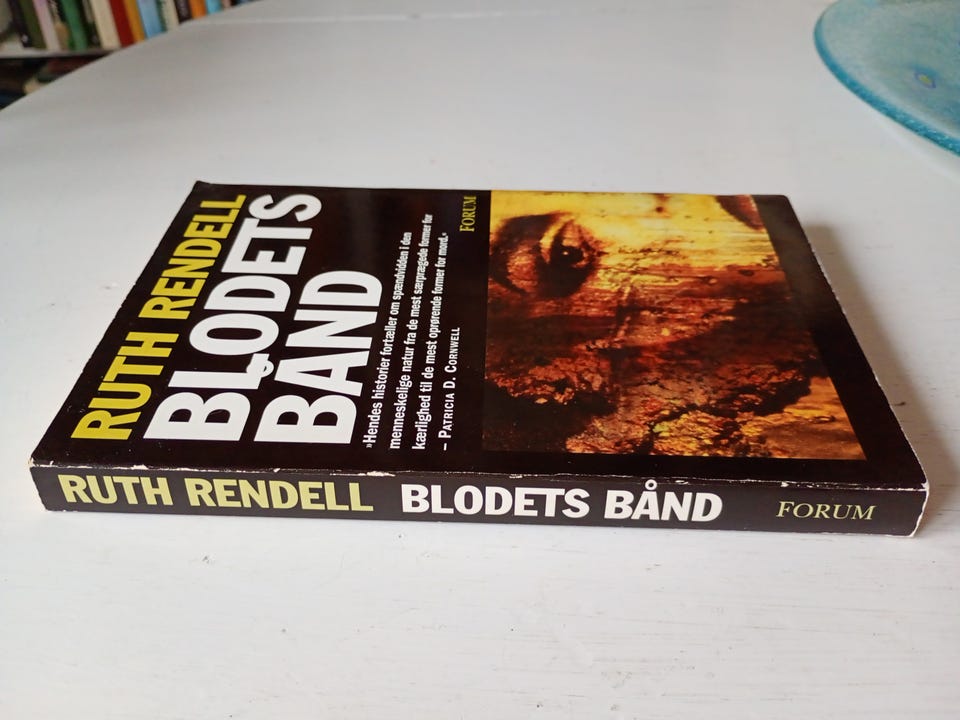 RUTH RENDELL
BLODETS
BÅND
»Hendes historier fortæller om spændvidden i den
menneskelige natur fra de mest særprægede former for
kærlighed til de mest oprørende former for mord.«
– PATRICIA D. CORNWELL
FORUM
RUTH RENDELL BLODETS BÅND FORUM